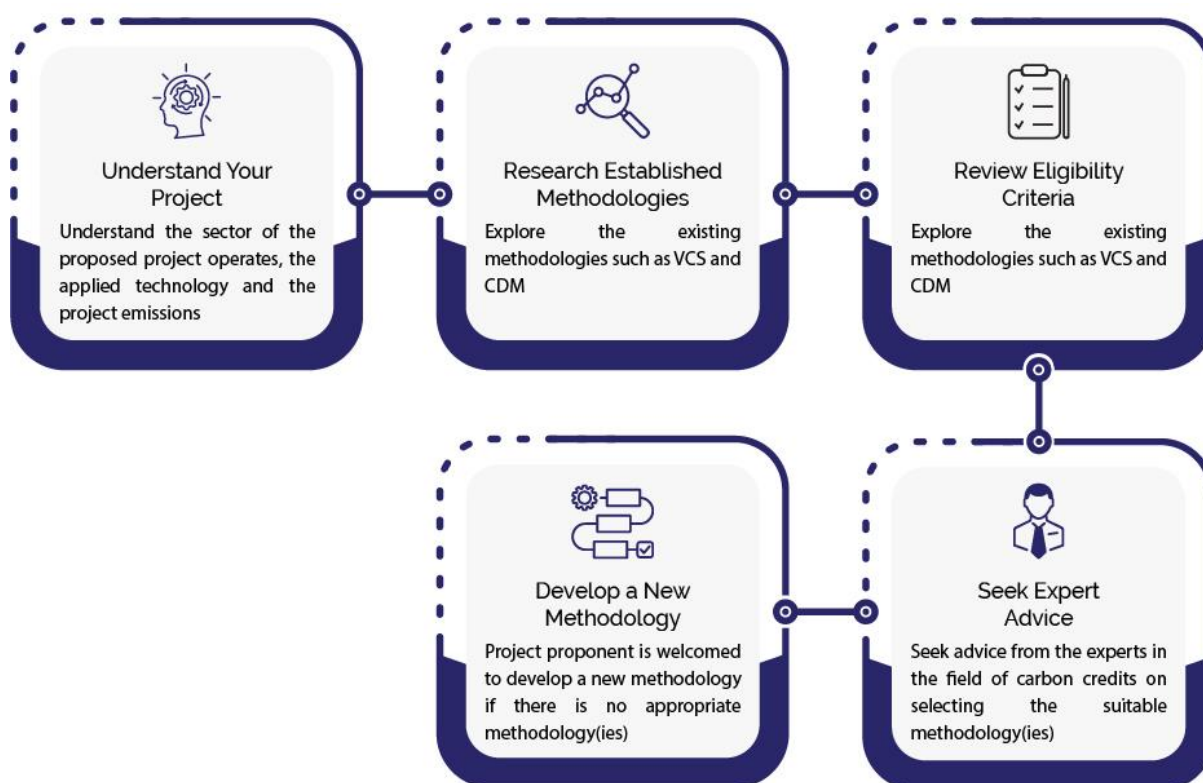 Understand Your
Project
Understand the sector of the
proposed project operates, the
applied technology and the
project emissions
Research Established
Methodologies
Explore the existing
methodologies such as VCS and
CDM
Review Eligibility
Criteria
Explore the existing
methodologies such as VCS and
CDM
Seek Expert
Advice
Seek advice from the experts in
the field of carbon credits on
selecting the suitable
methodology(ies)
Develop a New
Methodology
Project proponent is welcomed
to develop a new methodology
if there is no appropriate
methodology(ies)